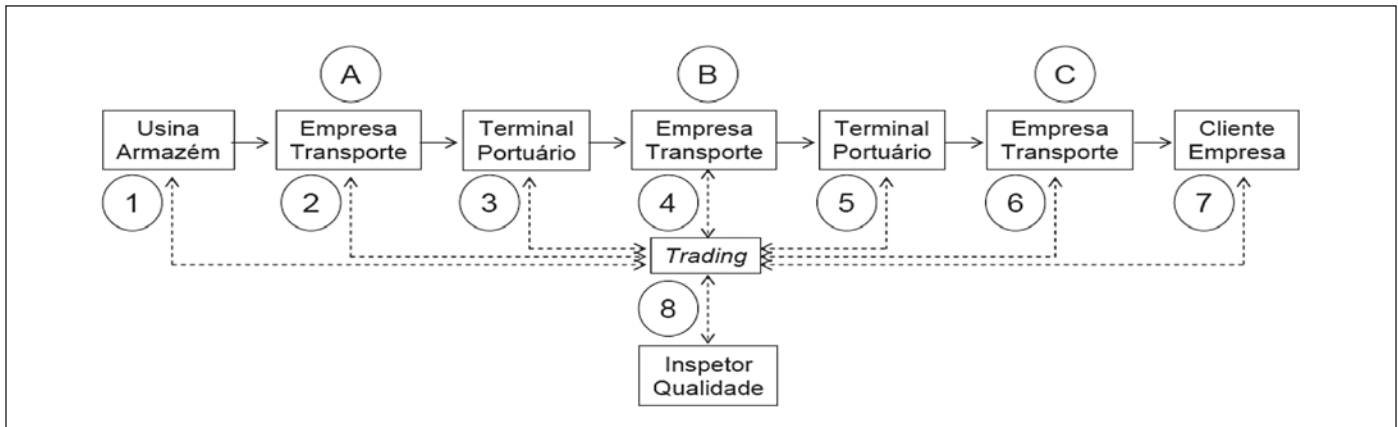 A
B
C
Usina
Armazém
Empresa
Transporte
Terminal
Portuário
Empresa
Transporte
Terminal
Portuário
Empresa
Transporte
Cliente
Empresa
1
2
3
4
5
6
7
Trading
8
Inspetor
Qualidade